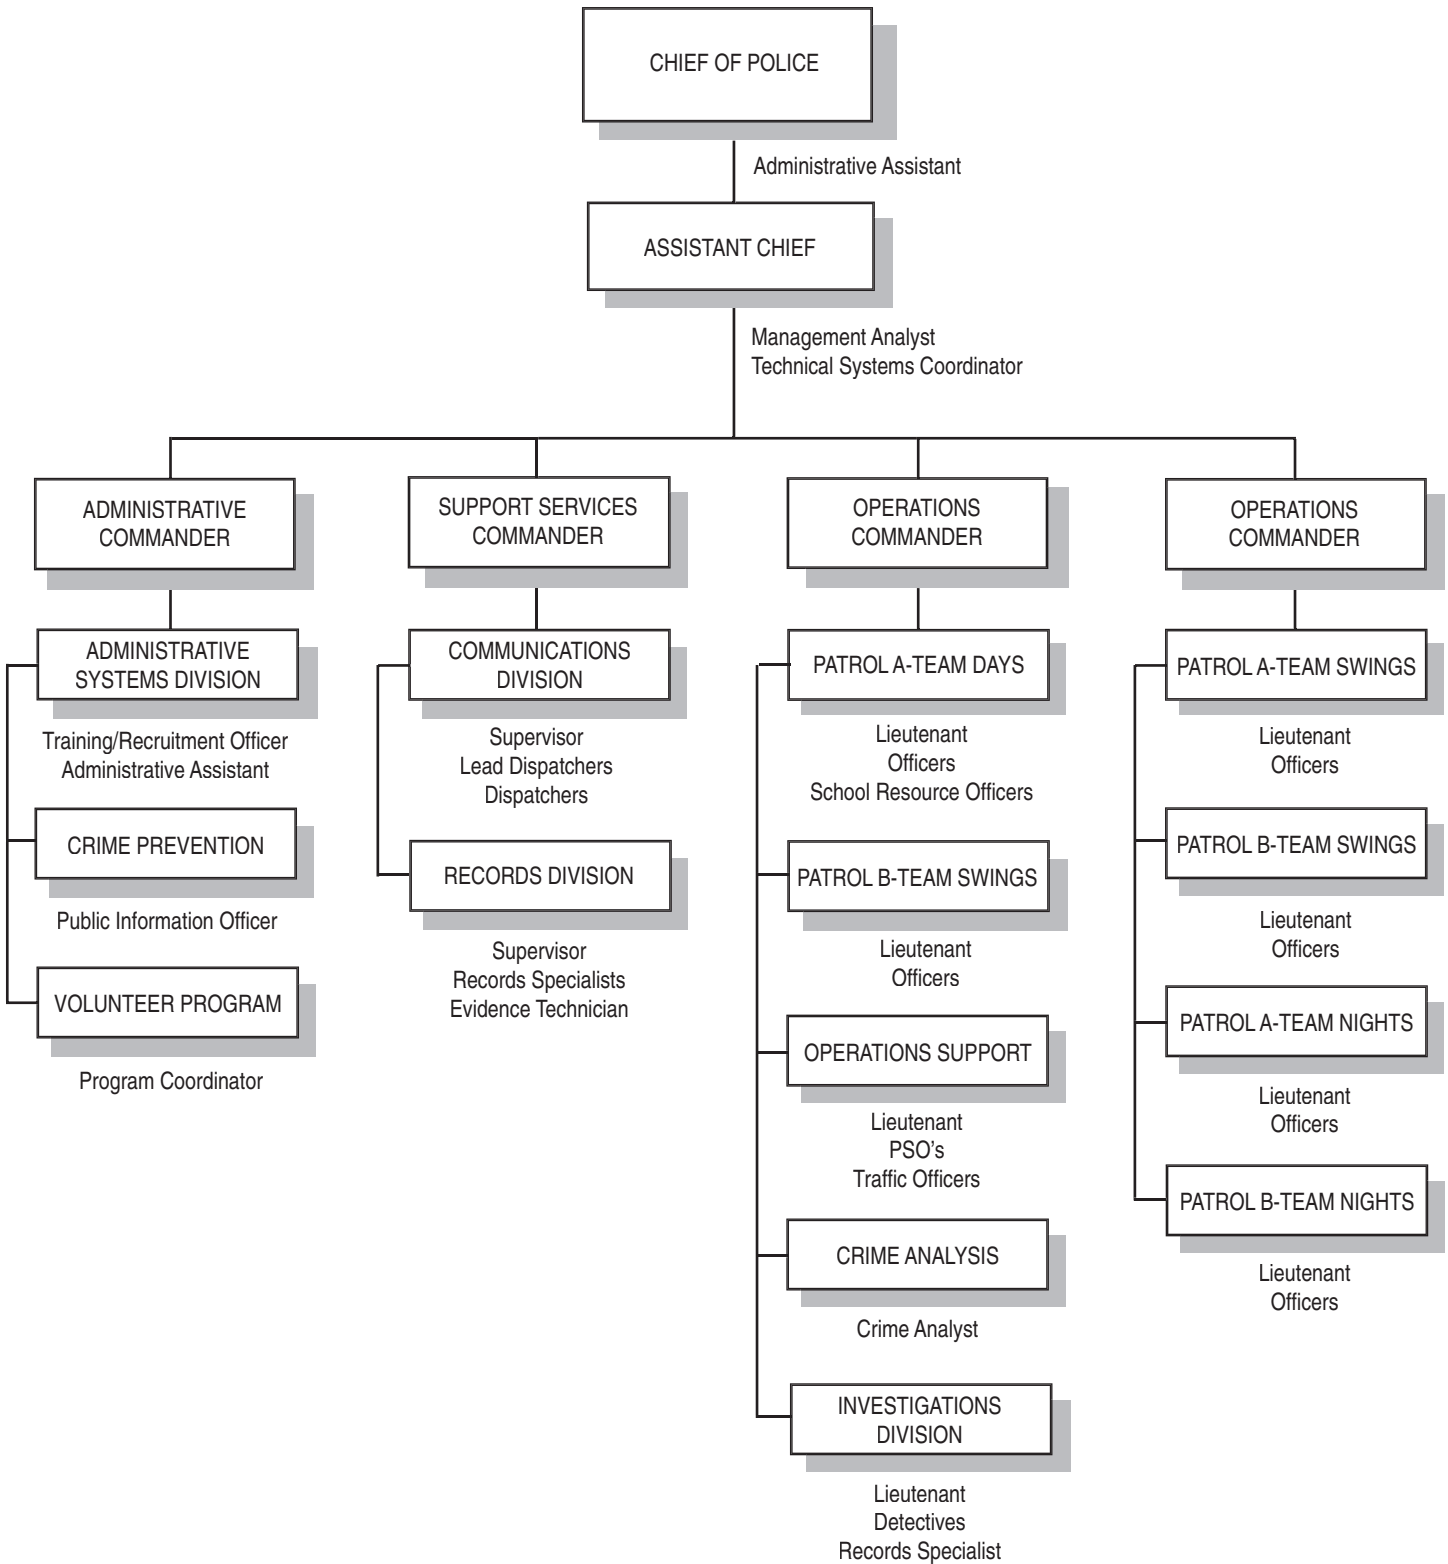 CHIEF OF POLICE
Administrative Assistant
ASSISTANT CHIEF
Management Analyst
Technical Systems Coordinator
ADMINISTRATIVE
COMMANDER
ADMINISTRATIVE
SYSTEMS DIVISION
Training/Recruitment Officer
Administrative Assistant
CRIME PREVENTION
Public Information Officer
VOLUNTEER PROGRAM
Program Coordinator
SUPPORT SERVICES
COMMANDER
COMMUNICATIONS
DIVISION
Supervisor
Lead Dispatchers
Dispatchers
RECORDS DIVISION
Supervisor
Records Specialists
Evidence Technician
OPERATIONS
COMMANDER
PATROL A-TEAM DAYS
Lieutenant
Officers
School Resource Officers
PATROL B-TEAM SWINGS
Lieutenant
Officers
OPERATIONS SUPPORT
Lieutenant
PSO's
Traffic Officers
CRIME ANALYSIS
Crime Analyst
INVESTIGATIONS
DIVISION
Lieutenant
Detectives
Records Specialist
OPERATIONS
COMMANDER
PATROL A-TEAM SWINGS
Lieutenant
Officers
PATROL B-TEAM SWINGS
Lieutenant
Officers
PATROL A-TEAM NIGHTS
Lieutenant
Officers
PATROL B-TEAM NIGHTS
Lieutenant
Officers